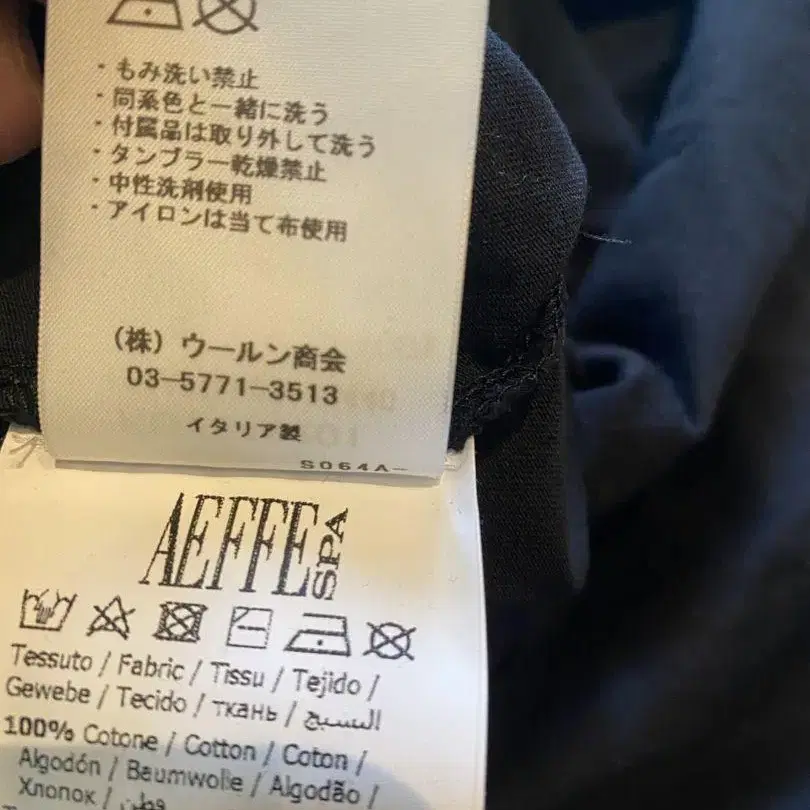 ・もみ洗い禁止
・同系色と一緒に洗う
・付属品は取り外して洗う
・タンブラー乾燥禁止
・中性洗剤使用
・アイロンは当て布使用
(株)ウールン商会
03-5771-3513
イタリア製
S064A-
AEFFE SPA
Tessuto / Fabric / Tissu / Tejido /
Gewebe / Tecido / ткань / النسيج
100% Cotone / Cotton / Coton /
Algodón / Baumwolle / Algodão /
Хлопок / قطن /